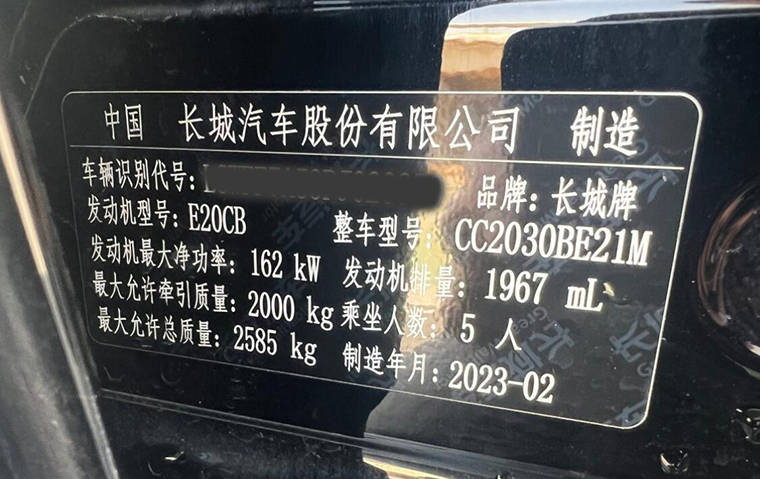 中国 长城汽车股份有限公司 制造
车辆识别代号: 品牌: 长城牌
发动机型号: E20CB 整车型号: CC2030BE21M
发动机最大净功率: 162 kW 发动机排量: 1967 mL
最大允许牵引质量: 2000 kg 乘坐人数: 5 人
最大允许总质量: 2585 kg 制造年月: 2023-02